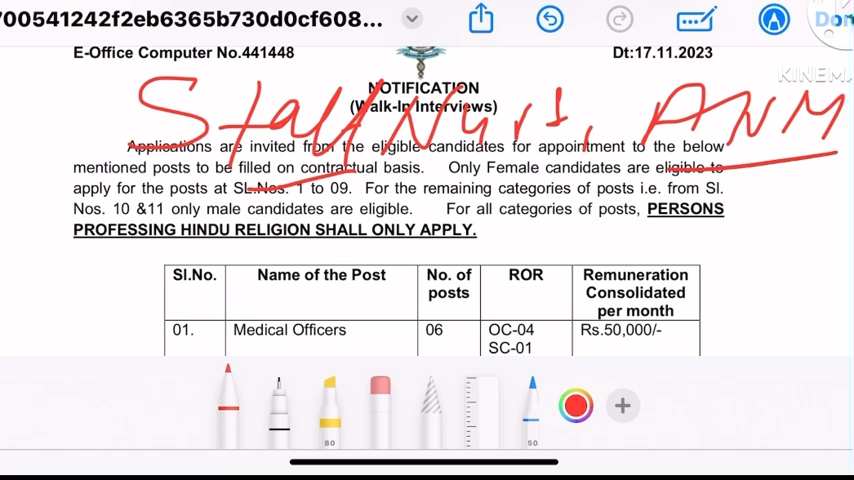 700541242f2eb6365b730d0cf608...
Don
KINEMA
E-Office Computer No.441448
Dt:17.11.2023
NOTIFICATION
(Walk-In Interviews)
Staff Nurs, ANM
Applications are invited from the eligible candidates for appointment to the below
mentioned posts to be filled on contractual basis. Only Female candidates are eligible to
apply for the posts at SL.Nos. 1 to 09. For the remaining categories of posts i.e. from Sl.
Nos. 10 &11 only male candidates are eligible. For all categories of posts, PERSONS
PROFESSING HINDU RELIGION SHALL ONLY APPLY.
Sl.No. Name of the Post No. of posts ROR Remuneration Consolidated per month
01. Medical Officers 06 OC-04 Rs.50,000/-
SC-01
80
50